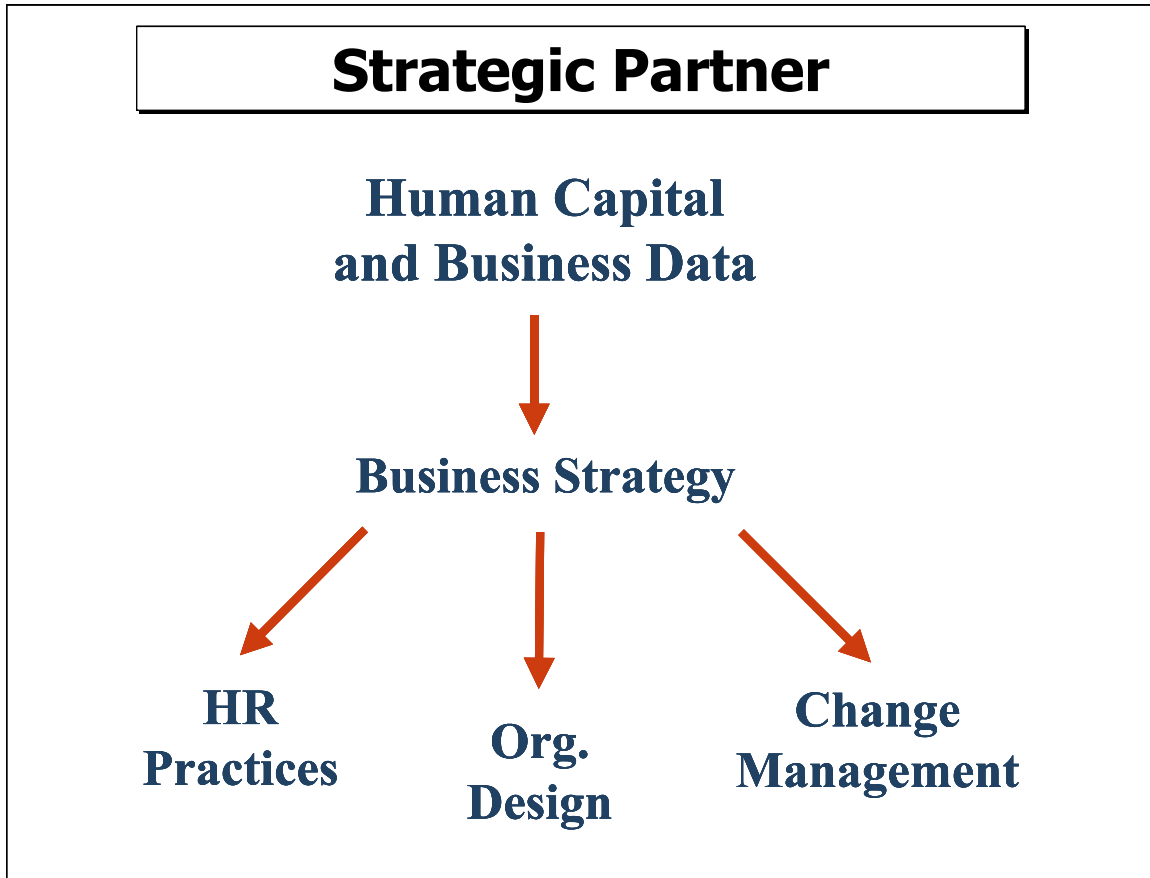 Strategic Partner
Human Capital
and Business Data
Business Strategy
HR
Practices
Org.
Design
Change
Management